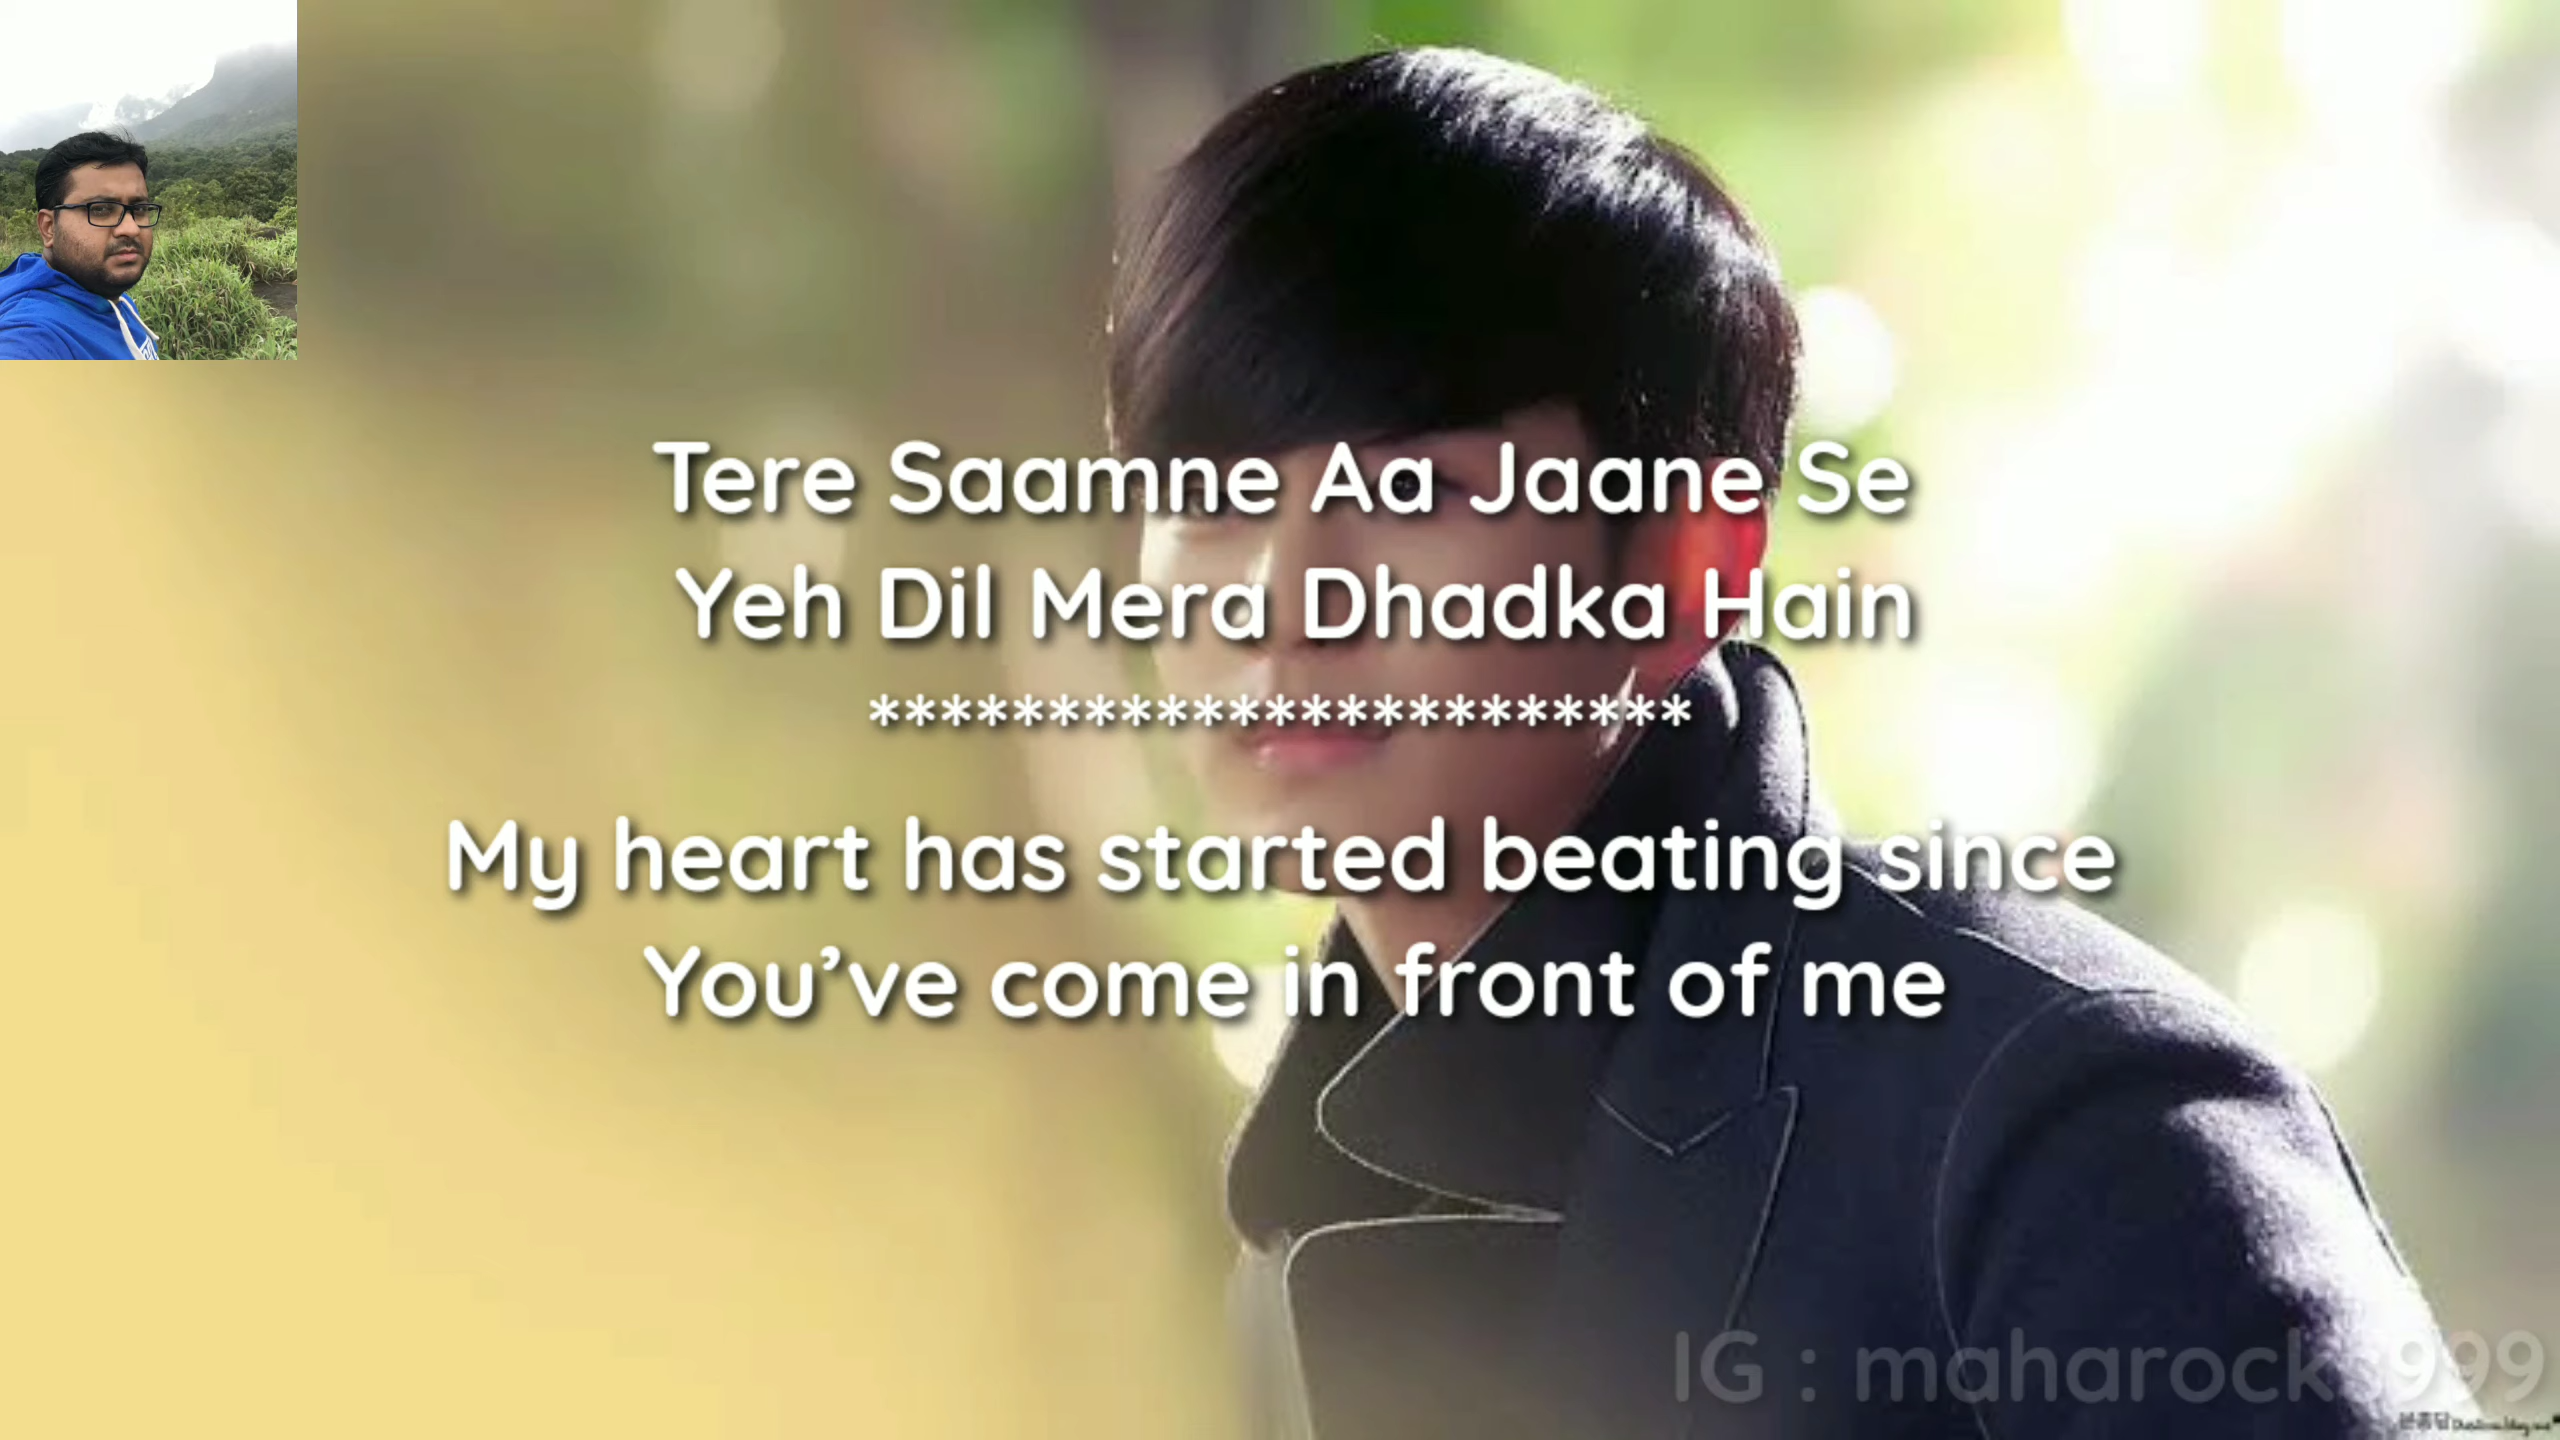 Tere Saamne Aa Jaane Se
Yeh Dil Mera Dhadka Hain
***********************
My heart has started beating since
You’ve come in front of me
IG :